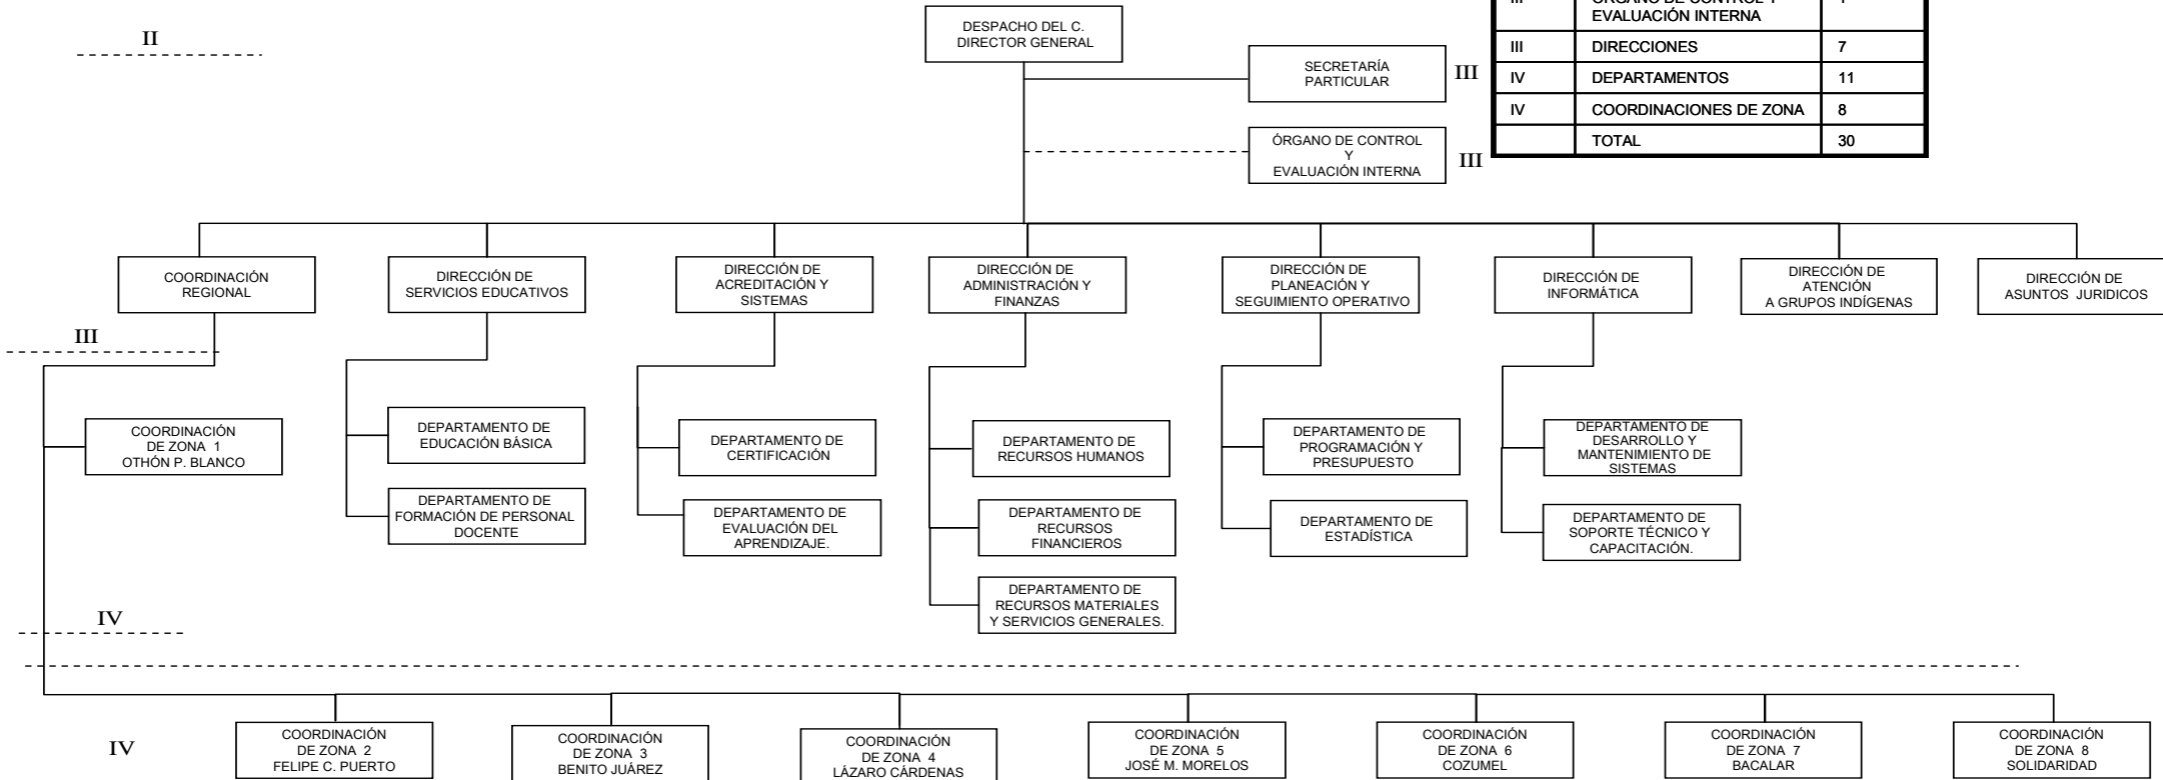 II
DESPACHO DEL C.
DIRECTOR GENERAL
SECRETARÍA
PARTICULAR
III
ÓRGANO DE CONTROL
Y
EVALUACIÓN INTERNA
III
III ÓRGANO DE CONTROL Y
EVALUACIÓN INTERNA
III DIRECCIONES 7
IV DEPARTAMENTOS 11
IV COORDINACIONES DE ZONA 8
TOTAL 30
COORDINACIÓN
REGIONAL
DIRECCIÓN DE
SERVICIOS EDUCATIVOS
DIRECCIÓN DE
ACREDITACIÓN Y
SISTEMAS
DIRECCIÓN DE
ADMINISTRACIÓN Y
FINANZAS
DIRECCIÓN DE
PLANEACIÓN Y
SEGUIMIENTO OPERATIVO
DIRECCIÓN DE
INFORMÁTICA
DIRECCIÓN DE
ATENCIÓN
A GRUPOS INDÍGENAS
DIRECCIÓN DE
ASUNTOS JURIDICOS
III
COORDINACIÓN
DE ZONA 1
OTHÓN P. BLANCO
DEPARTAMENTO DE
EDUCACIÓN BÁSICA
DEPARTAMENTO DE
FORMACIÓN DE PERSONAL
DOCENTE
DEPARTAMENTO DE
CERTIFICACIÓN
DEPARTAMENTO DE
EVALUACIÓN DEL
APRENDIZAJE.
DEPARTAMENTO DE
RECURSOS HUMANOS
DEPARTAMENTO DE
RECURSOS
FINANCIEROS
DEPARTAMENTO DE
RECURSOS MATERIALES
Y SERVICIOS GENERALES.
DEPARTAMENTO DE
PROGRAMACIÓN Y
PRESUPUESTO
DEPARTAMENTO DE
ESTADÍSTICA
DEPARTAMENTO DE
DESARROLLO Y
MANTENIMIENTO DE
SISTEMAS
DEPARTAMENTO DE
SOPORTE TÉCNICO Y
CAPACITACIÓN.
IV
IV
COORDINACIÓN
DE ZONA 2
FELIPE C. PUERTO
COORDINACIÓN
DE ZONA 3
BENITO JUÁREZ
COORDINACIÓN
DE ZONA 4
LÁZARO CÁRDENAS
COORDINACIÓN
DE ZONA 5
JOSÉ M. MORELOS
COORDINACIÓN
DE ZONA 6
COZUMEL
COORDINACIÓN
DE ZONA 7
BACALAR
COORDINACIÓN
DE ZONA 8
SOLIDARIDAD